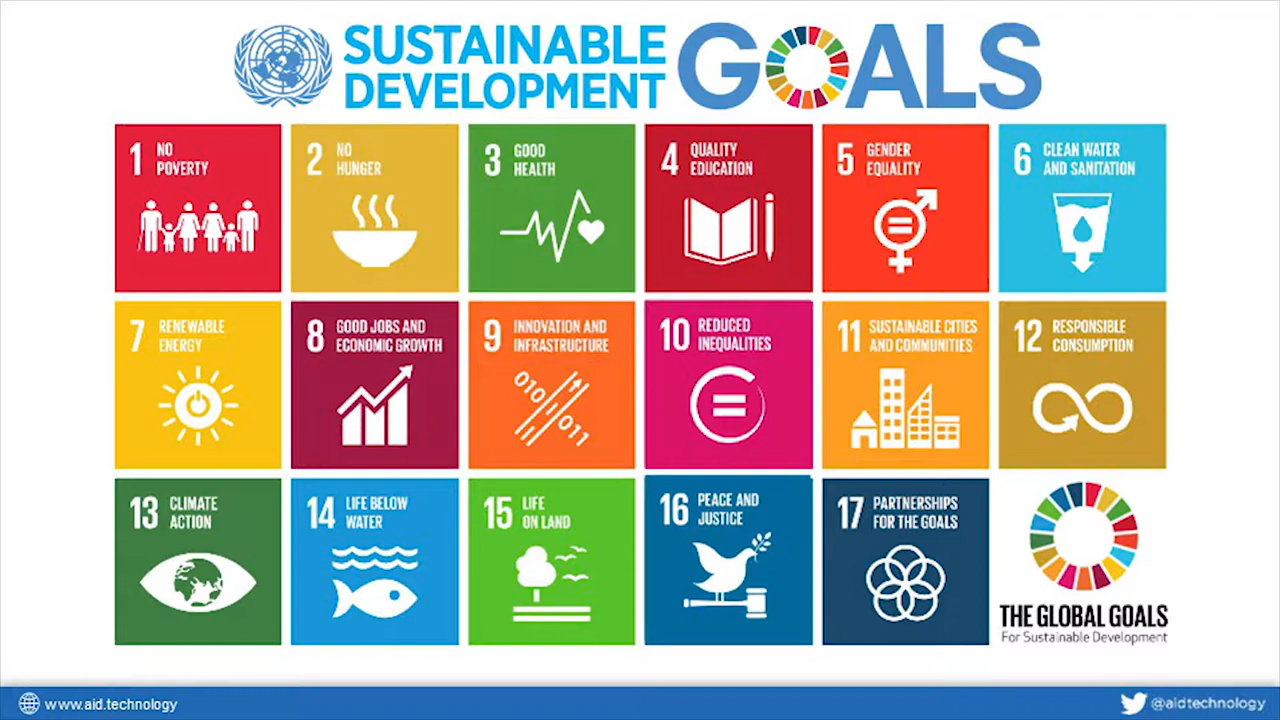 SUSTAINABLE
DEVELOPMENT
GOALS
1 NO
POVERTY
2 NO
HUNGER
3 GOOD
HEALTH
4 QUALITY
EDUCATION
5 GENDER
EQUALITY
6 CLEAN WATER
AND SANITATION
7 RENEWABLE
ENERGY
8 GOOD JOBS AND
ECONOMIC GROWTH
9 INNOVATION AND
INFRASTRUCTURE
010
011
10 REDUCED
INEQUALITIES
11 SUSTAINABLE CITIES
AND COMMUNITIES
12 RESPONSIBLE
CONSUMPTION
13 CLIMATE
ACTION
14 LIFE BELOW
WATER
15 LIFE
ON LAND
16 PEACE AND
JUSTICE
17 PARTNERSHIPS
FOR THE GOALS
THE GLOBAL GOALS
For Sustainable Development
www.aid.technology
@aidtechnology